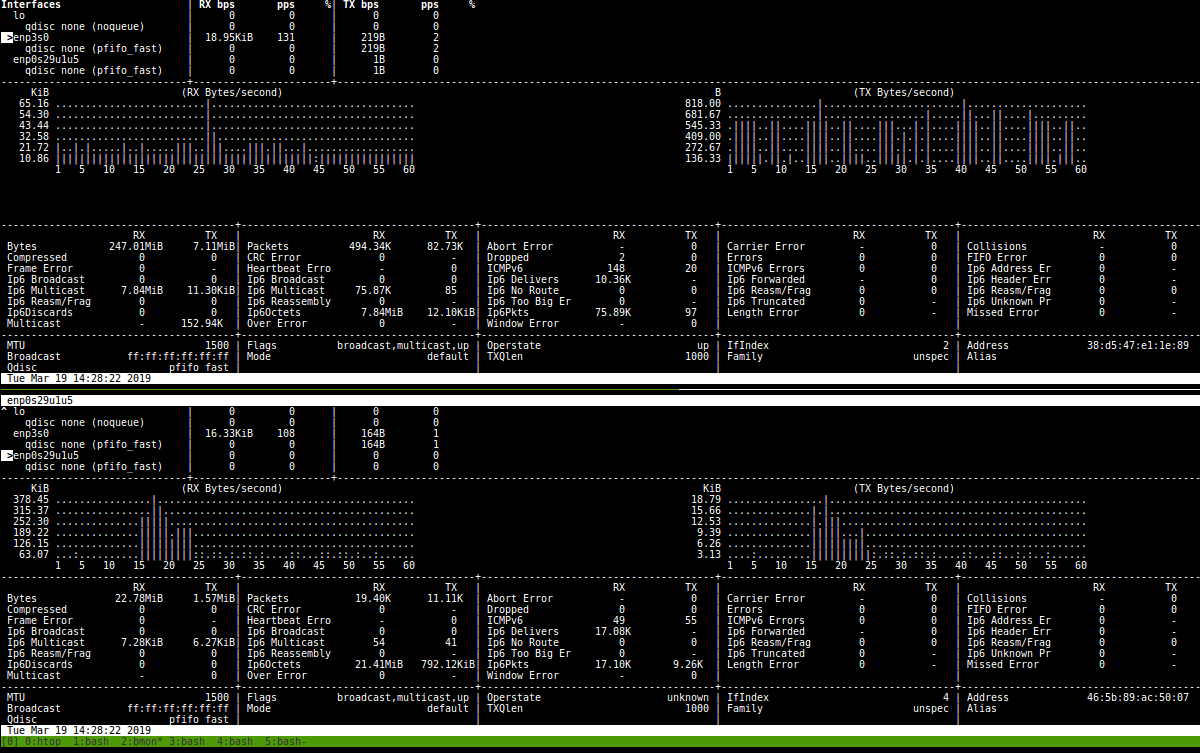 Interfaces | RX bps pps %| TX bps pps %
lo | 0 0 | 0 0
qdisc none (noqueue) | 0 0 | 0 0
>enp3s0 | 18.95KiB 131 | 219B 2
qdisc none (pfifo_fast) | 0 0 | 219B 2
enp0s29u1u5 | 0 0 | 1B 0
qdisc none (pfifo_fast) | 0 0 | 1B 0
KiB (RX Bytes/second) B (TX Bytes/second)
65.16 818.00
54.30 681.67
43.44 545.33
32.58 409.00
21.72 272.67
10.86 136.33
1 5 10 15 20 25 30 35 40 45 50 55 60 1 5 10 15 20 25 30 35 40 45 50 55 60
RX TX | RX TX | RX TX | RX TX | RX TX
Bytes 247.01MiB 7.11MiB| Packets 494.34K 82.73K | Abort Error - 0 | Carrier Error - 0 | Collisions - 0
Compressed 0 0 | CRC Error 0 - | Dropped 2 0 | Errors 0 0 | FIFO Error 0 0
Frame Error 0 - | Heartbeat Erro - 0 | ICMPv6 148 20 | ICMPv6 Errors 0 0 | Ip6 Address Er 0 -
Ip6 Broadcast 0 0 | Ip6 Broadcast 0 0 | Ip6 Delivers 10.36K - | Ip6 Forwarded - 0 | Ip6 Header Err 0 -
Ip6 Multicast 7.84MiB 11.30KiB| Ip6 Multicast 75.87K 85 | Ip6 No Route 0 0 | Ip6 Reasm/Frag 0 0 | Ip6 Reasm/Frag 0 0
Ip6 Reasm/Frag 0 0 | Ip6 Reassembly 0 - | Ip6 Too Big Er 0 - | Ip6 Truncated 0 - | Ip6 Unknown Pr 0 -
Ip6Discards 0 0 | Ip6Octets 7.84MiB 12.10KiB| Ip6Pkts 75.89K 97 | Length Error 0 - | Missed Error 0 -
Multicast - 152.94K | Over Error 0 - | Window Error - 0 | |
MTU 1500 | Flags broadcast,multicast,up | Operstate up | IfIndex 2 | Address 38:d5:47:e1:1e:89
Broadcast ff:ff:ff:ff:ff:ff | Mode default | TXQlen 1000 | Family unspec | Alias
Qdisc pfifo_fast | | | |
Tue Mar 19 14:28:22 2019
enp0s29u1u5
^ lo | 0 0 | 0 0
qdisc none (noqueue) | 0 0 | 0 0
enp3s0 | 16.33KiB 108 | 164B 1
qdisc none (pfifo_fast) | 0 0 | 164B 1
>enp0s29u1u5 | 0 0 | 0 0
qdisc none (pfifo_fast) | 0 0 | 0 0
KiB (RX Bytes/second) KiB (TX Bytes/second)
378.45 18.79
315.37 15.66
252.30 12.53
189.22 9.39
126.15 6.26
63.07 3.13
1 5 10 15 20 25 30 35 40 45 50 55 60 1 5 10 15 20 25 30 35 40 45 50 55 60
RX TX | RX TX | RX TX | RX TX | RX TX
Bytes 22.78MiB 1.57MiB| Packets 19.40K 11.11K | Abort Error - 0 | Carrier Error - 0 | Collisions - 0
Compressed 0 0 | CRC Error 0 - | Dropped 0 0 | Errors 0 0 | FIFO Error 0 0
Frame Error 0 - | Heartbeat Erro - 0 | ICMPv6 49 55 | ICMPv6 Errors 0 0 | Ip6 Address Er 0 -
Ip6 Broadcast 0 0 | Ip6 Broadcast 0 0 | Ip6 Delivers 17.08K - | Ip6 Forwarded - 0 | Ip6 Header Err 0 -
Ip6 Multicast 7.28KiB 6.27KiB| Ip6 Multicast 54 41 | Ip6 No Route 0 0 | Ip6 Reasm/Frag 0 0 | Ip6 Reasm/Frag 0 0
Ip6 Reasm/Frag 0 0 | Ip6 Reassembly 0 - | Ip6 Too Big Er 0 - | Ip6 Truncated 0 - | Ip6 Unknown Pr 0 -
Ip6Discards 0 0 | Ip6Octets 21.41MiB 792.12KiB| Ip6Pkts 17.10K 9.26K | Length Error 0 - | Missed Error 0 -
Multicast - 0 | Over Error 0 - | Window Error - 0 | |
MTU 1500 | Flags broadcast,multicast,up | Operstate unknown | IfIndex 4 | Address 46:5b:89:ac:50:07
Broadcast ff:ff:ff:ff:ff:ff | Mode default | TXQlen 1000 | Family unspec | Alias
Qdisc pfifo_fast | | | |
Tue Mar 19 14:28:22 2019
[0] 0:htop 1:bash 2:bmon* 3:bash 4:bash 5:bash-